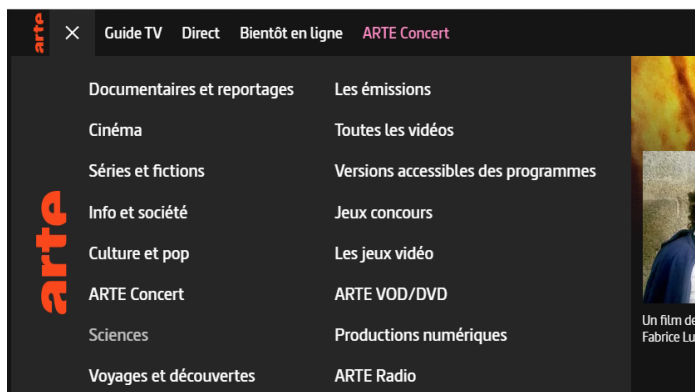 arte
Guide TV Direct Bientôt en ligne ARTE Concert
arte
Documentaires et reportages
Cinéma
Séries et fictions
Info et société
Culture et pop
ARTE Concert
Sciences
Voyages et découvertes
Les émissions
Toutes les vidéos
Versions accessibles des programmes
Jeux concours
Les jeux vidéo
ARTE VOD/DVD
Productions numériques
ARTE Radio
Un film de
Fabrice Lu